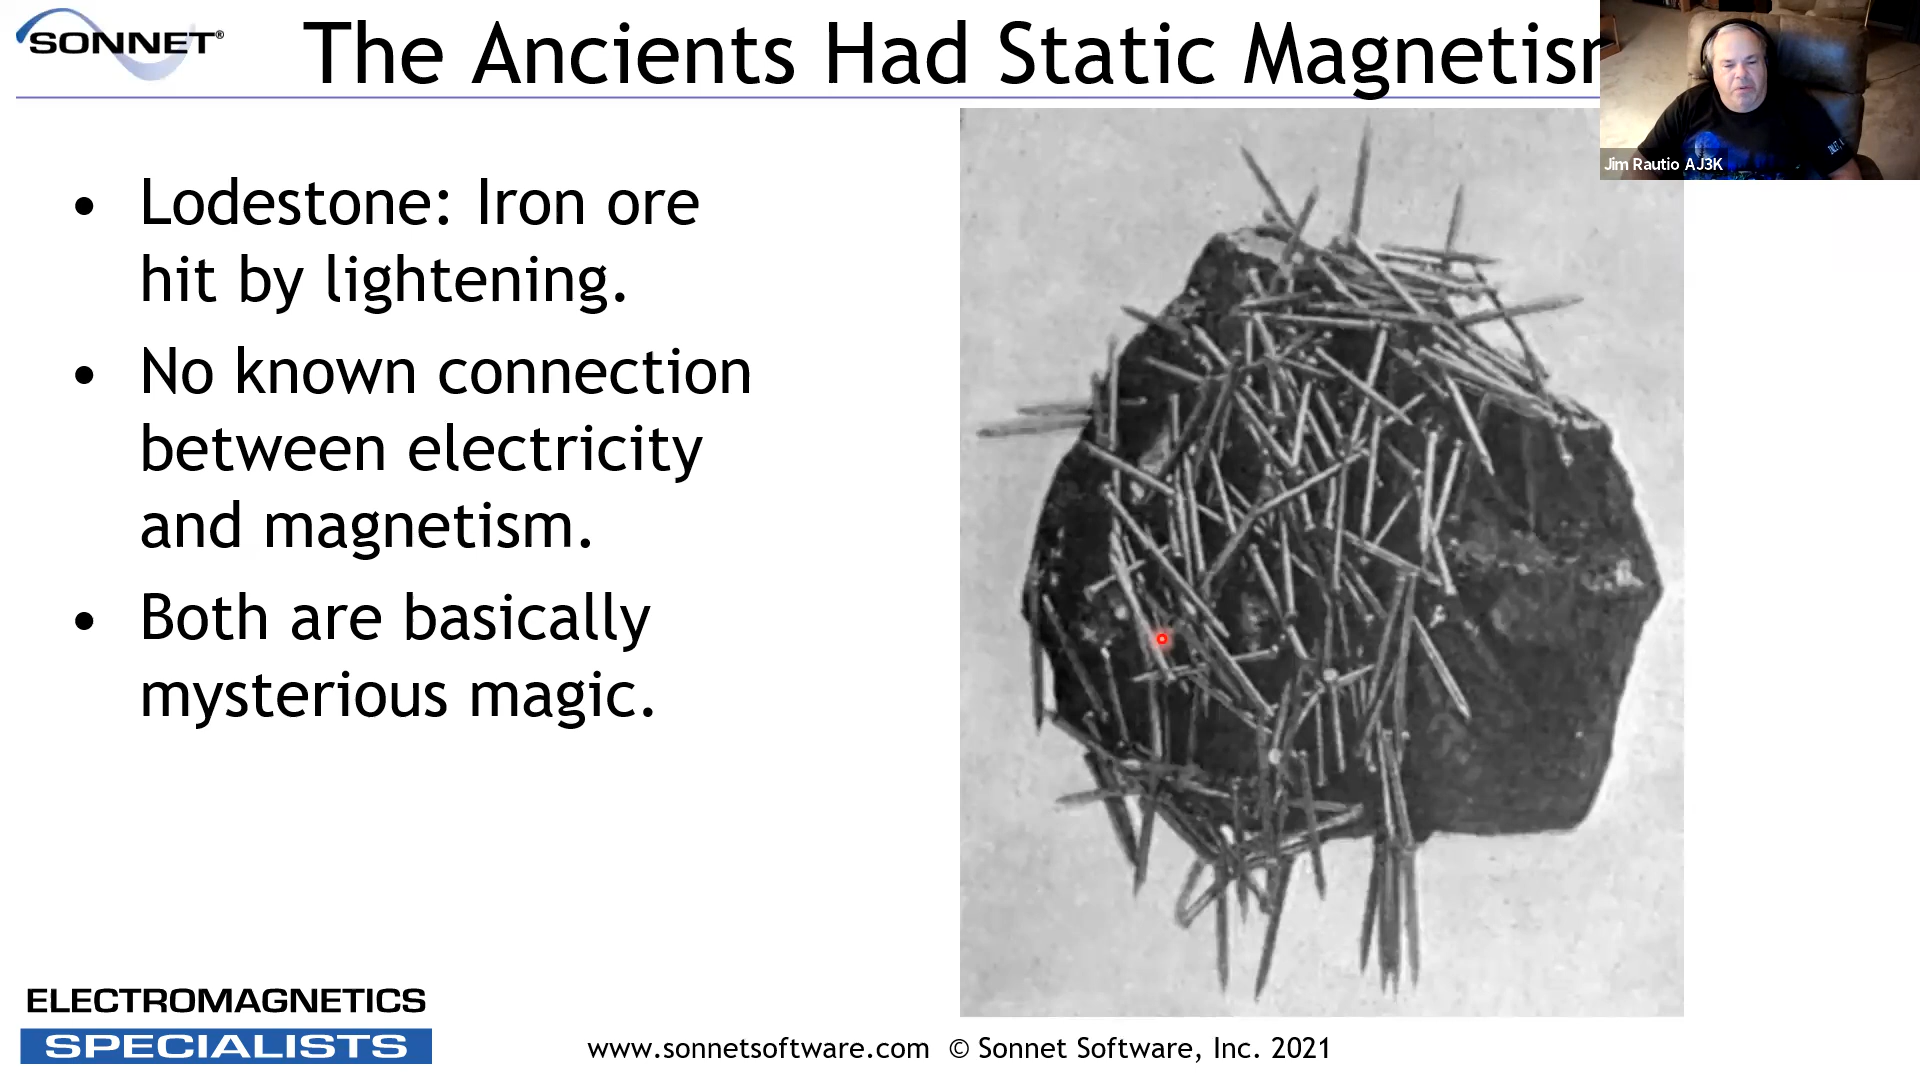 SONNET®
The Ancients Had Static Magnetis
Jim Rautio AJ3K
• Lodestone: Iron ore
hit by lightening.
• No known connection
between electricity
and magnetism.
• Both are basically
mysterious magic.
ELECTROMAGNETICS
SPECIALISTS
www.sonnetsoftware.com © Sonnet Software, Inc. 2021